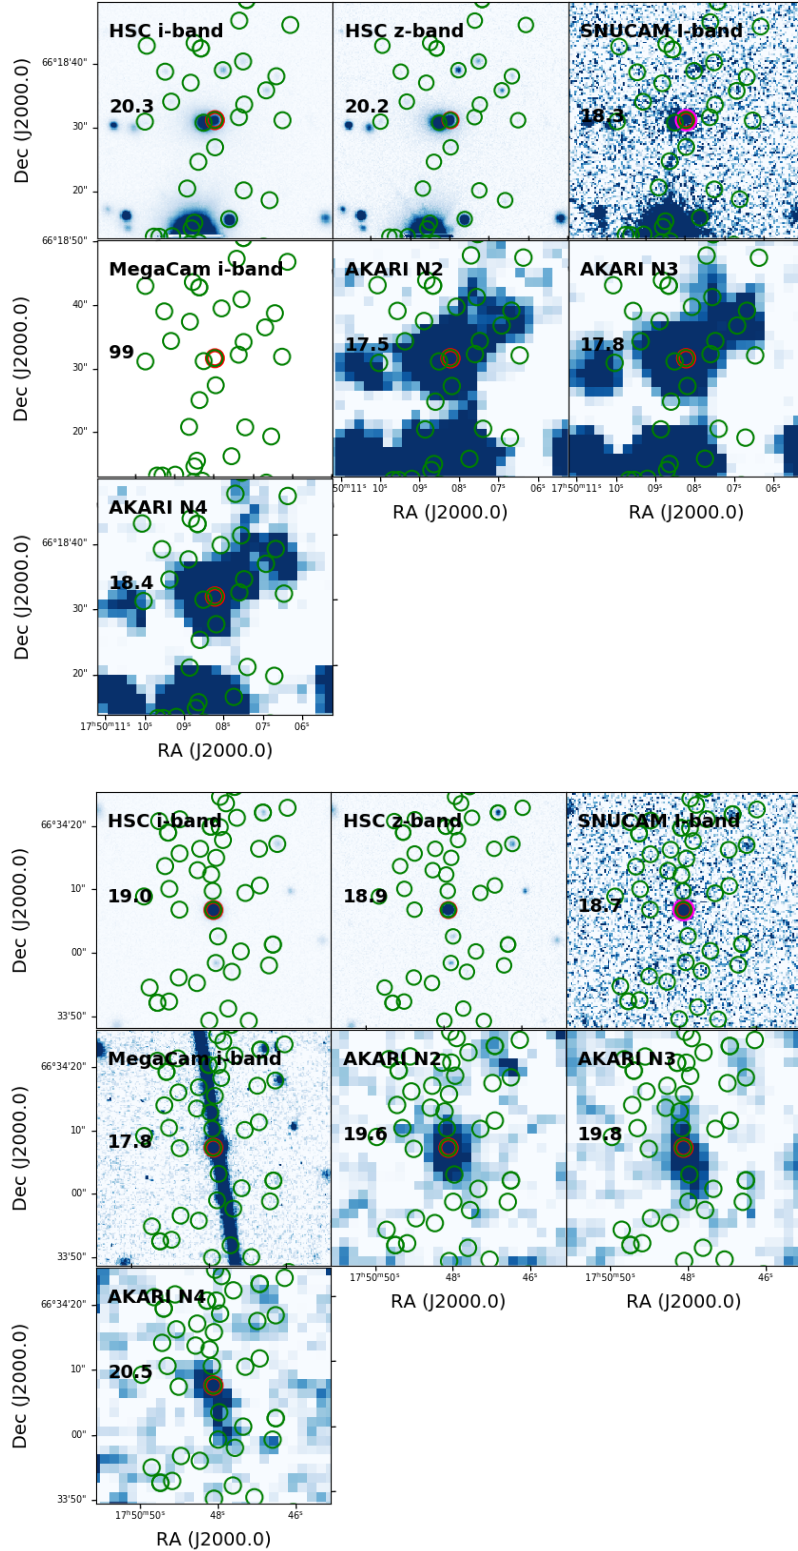 HSC i-band
HSC z-band
SNUCAM I-band
66°18'40"
20.3
20.2
18.3
Dec (J2000.0)
30"
20"
66°18'50"
MegaCam i-band
AKARI N2
AKARI N3
40"
99
17.5
17.8
Dec (J2000.0)
30"
20"
17ʰ50ᵐ11ˢ 10ˢ 09ˢ 08ˢ 07ˢ 06ˢ
50ᵐ11ˢ 10ˢ 09ˢ 08ˢ 07ˢ 06ˢ
RA (J2000.0)
RA (J2000.0)
AKARI N4
66°18'40"
18.4
Dec (J2000.0)
30"
20"
17ʰ50ᵐ11ˢ 10ˢ 09ˢ 08ˢ 07ˢ 06ˢ
RA (J2000.0)
HSC i-band
HSC z-band
SNUCAM I-band
66°34'20"
10"
19.0
18.9
18.7
Dec (J2000.0)
00"
33'50"
MegaCam i-band
AKARI N2
AKARI N3
66°34'20"
10"
17.8
19.6
19.8
Dec (J2000.0)
00"
33'50"
17ʰ50ᵐ50ˢ 48ˢ 46ˢ
17ʰ50ᵐ50ˢ 48ˢ 46ˢ
RA (J2000.0)
RA (J2000.0)
AKARI N4
66°34'20"
10"
20.5
Dec (J2000.0)
00"
33'50"
17ʰ50ᵐ50ˢ 48ˢ 46ˢ
RA (J2000.0)